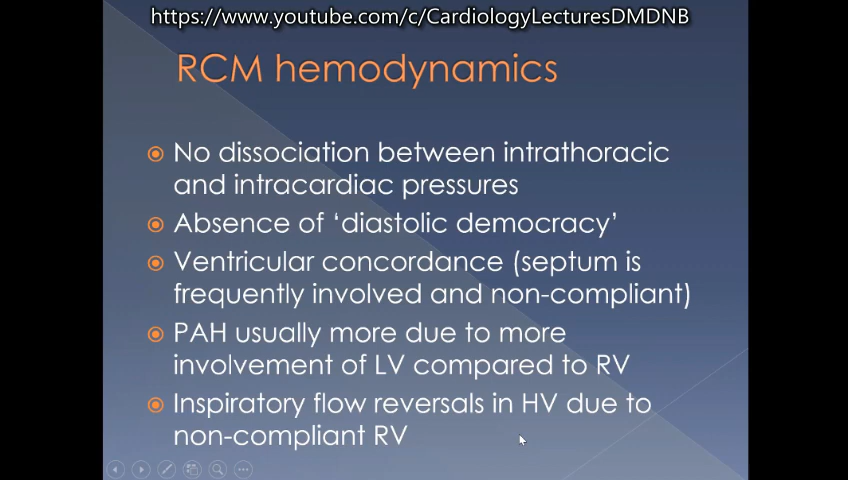 https://www.youtube.com/c/CardiologyLecturesDMDNB
RCM hemodynamics
No dissociation between intrathoracic
and intracardiac pressures
Absence of ‘diastolic democracy’
Ventricular concordance (septum is
frequently involved and non-compliant)
PAH usually more due to more
involvement of LV compared to RV
Inspiratory flow reversals in HV due to
non-compliant RV